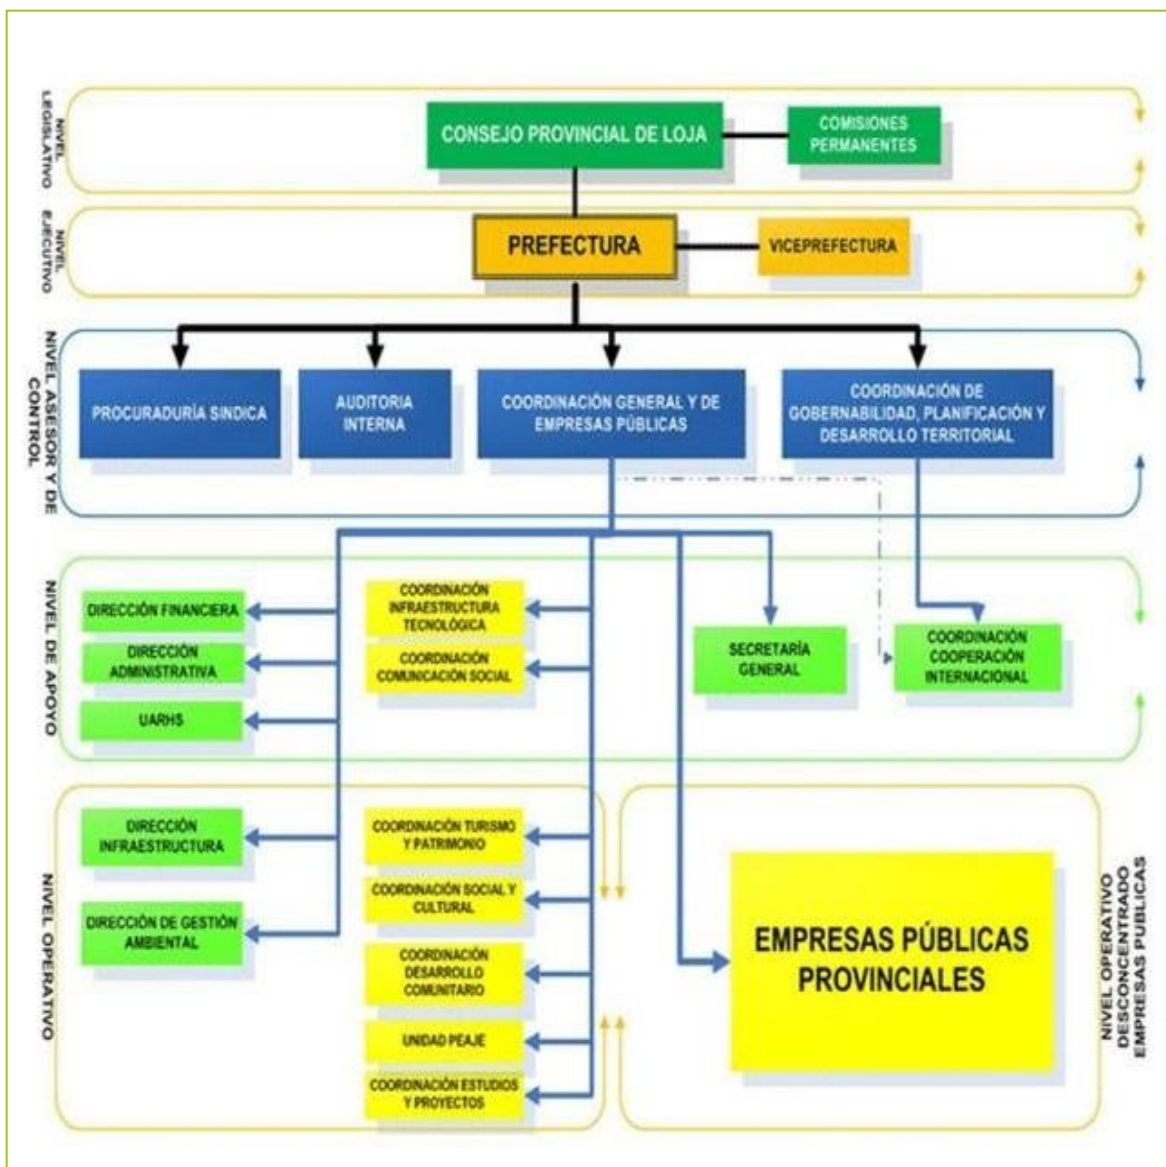 NIVEL
LEGISLATIVO
CONSEJO PROVINCIAL DE LOJA
COMISIONES
PERMANENTES
NIVEL
EJECUTIVO
PREFECTURA
VICEPREFECTURA
NIVEL ASESOR Y DE
CONTROL
PROCURADURÍA SINDICA
AUDITORIA
INTERNA
COORDINACIÓN GENERAL Y DE
EMPRESAS PÚBLICAS
COORDINACIÓN DE
GOBERNABILIDAD, PLANIFICACIÓN Y
DESARROLLO TERRITORIAL
NIVEL DE APOYO
DIRECCIÓN FINANCIERA
DIRECCIÓN
ADMINISTRATIVA
UARHS
COORDINACIÓN
INFRAESTRUCTURA
TECNOLÓGICA
COORDINACIÓN
COMUNICACIÓN SOCIAL
SECRETARÍA
GENERAL
COORDINACIÓN
COOPERACIÓN
INTERNACIONAL
NIVEL OPERATIVO
DIRECCIÓN
INFRAESTRUCTURA
DIRECCIÓN DE GESTIÓN
AMBIENTAL
COORDINACIÓN TURISMO
Y PATRIMONIO
COORDINACIÓN SOCIAL Y
CULTURAL
COORDINACIÓN
DESARROLLO
COMUNITARIO
UNIDAD PEAJE
COORDINACIÓN ESTUDIOS
Y PROYECTOS
EMPRESAS PÚBLICAS
PROVINCIALES
NIVEL OPERATIVO
DESCONCENTRADO
EMPRESAS PUBLICAS